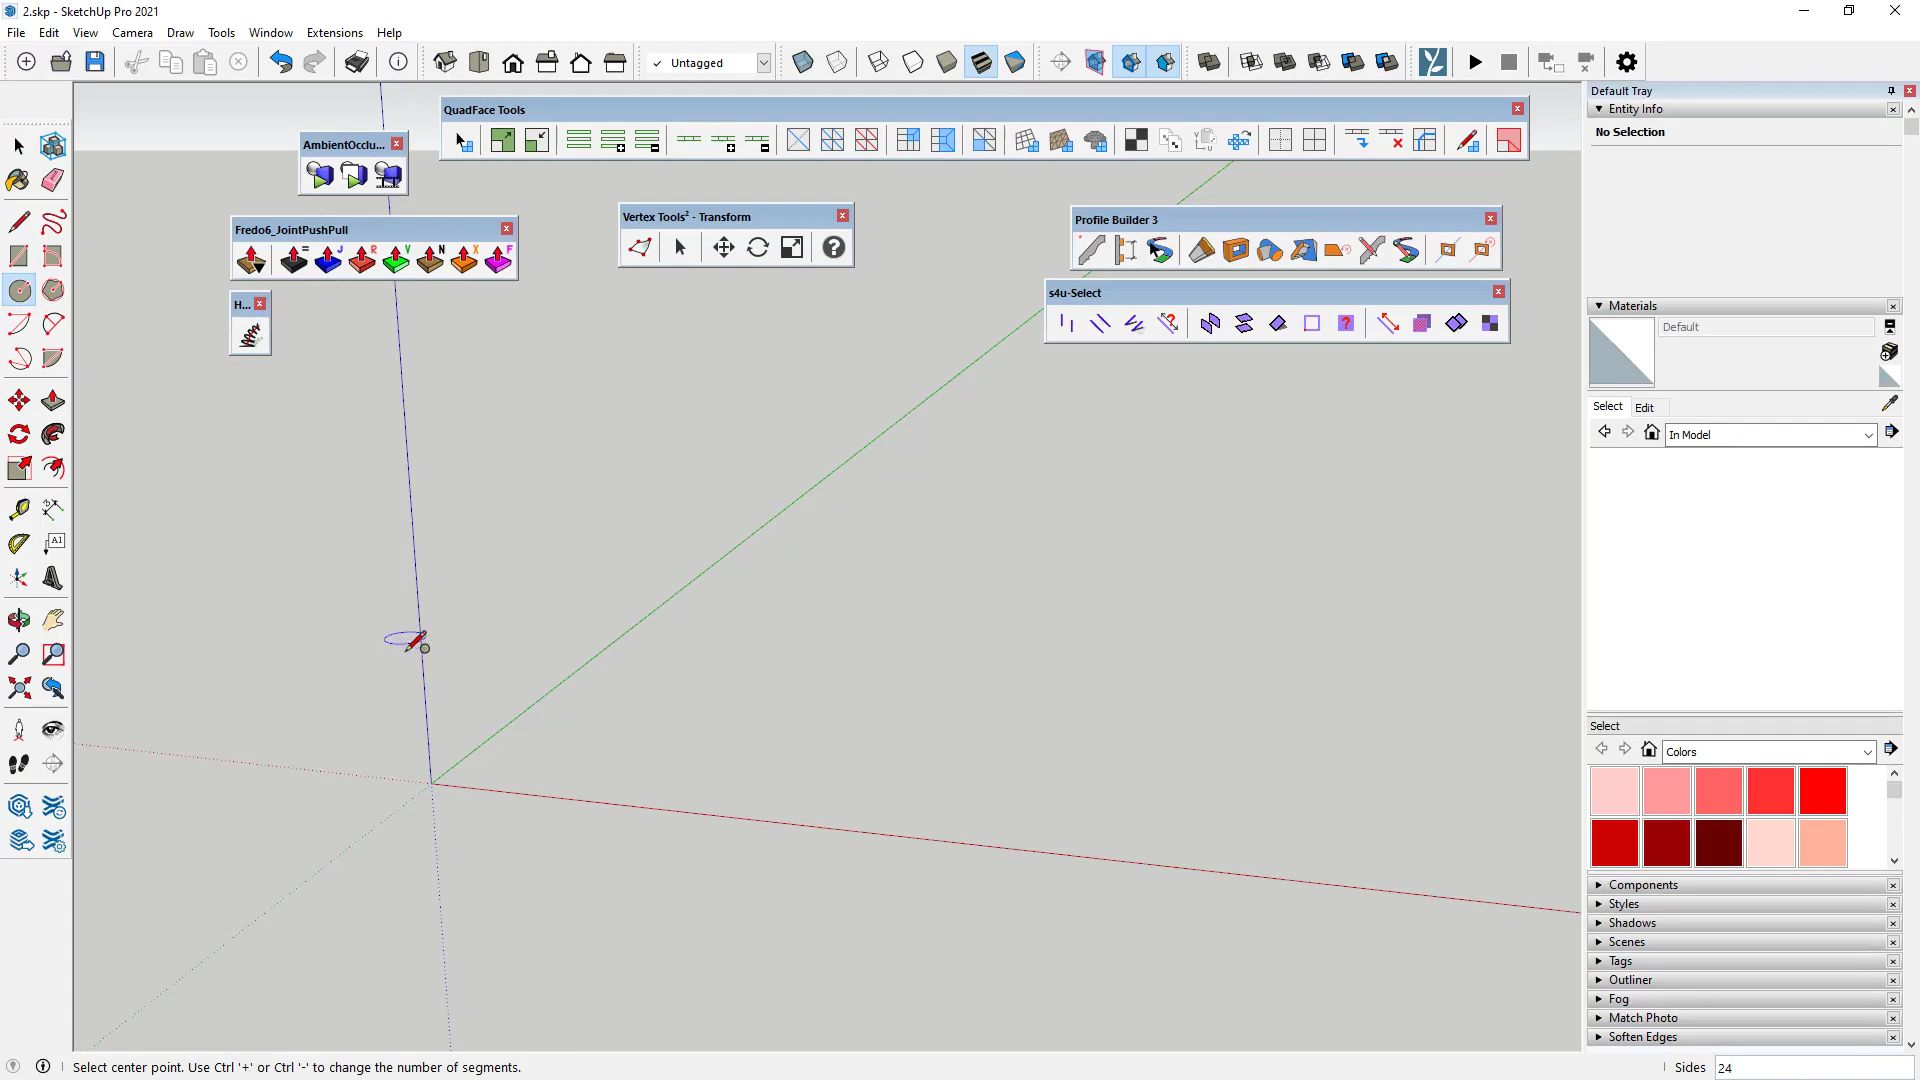 2.skp - SketchUp Pro 2021
File Edit View Camera Draw Tools Window Extensions Help
Untagged
Default Tray
QuadFace Tools
Entity Info
No Selection
AmbientOcclu...
Vertex Tools² - Transform
Profile Builder 3
Fredo6_JointPushPull
= J R V N X F
s4u-Select
H...
Materials
Default
Select Edit
In Model
A1
Select
Colors
Components
Styles
Shadows
Scenes
Tags
Outliner
Fog
Match Photo
Soften Edges
Select center point. Use Ctrl '+' or Ctrl '-' to change the number of segments.
Sides 24